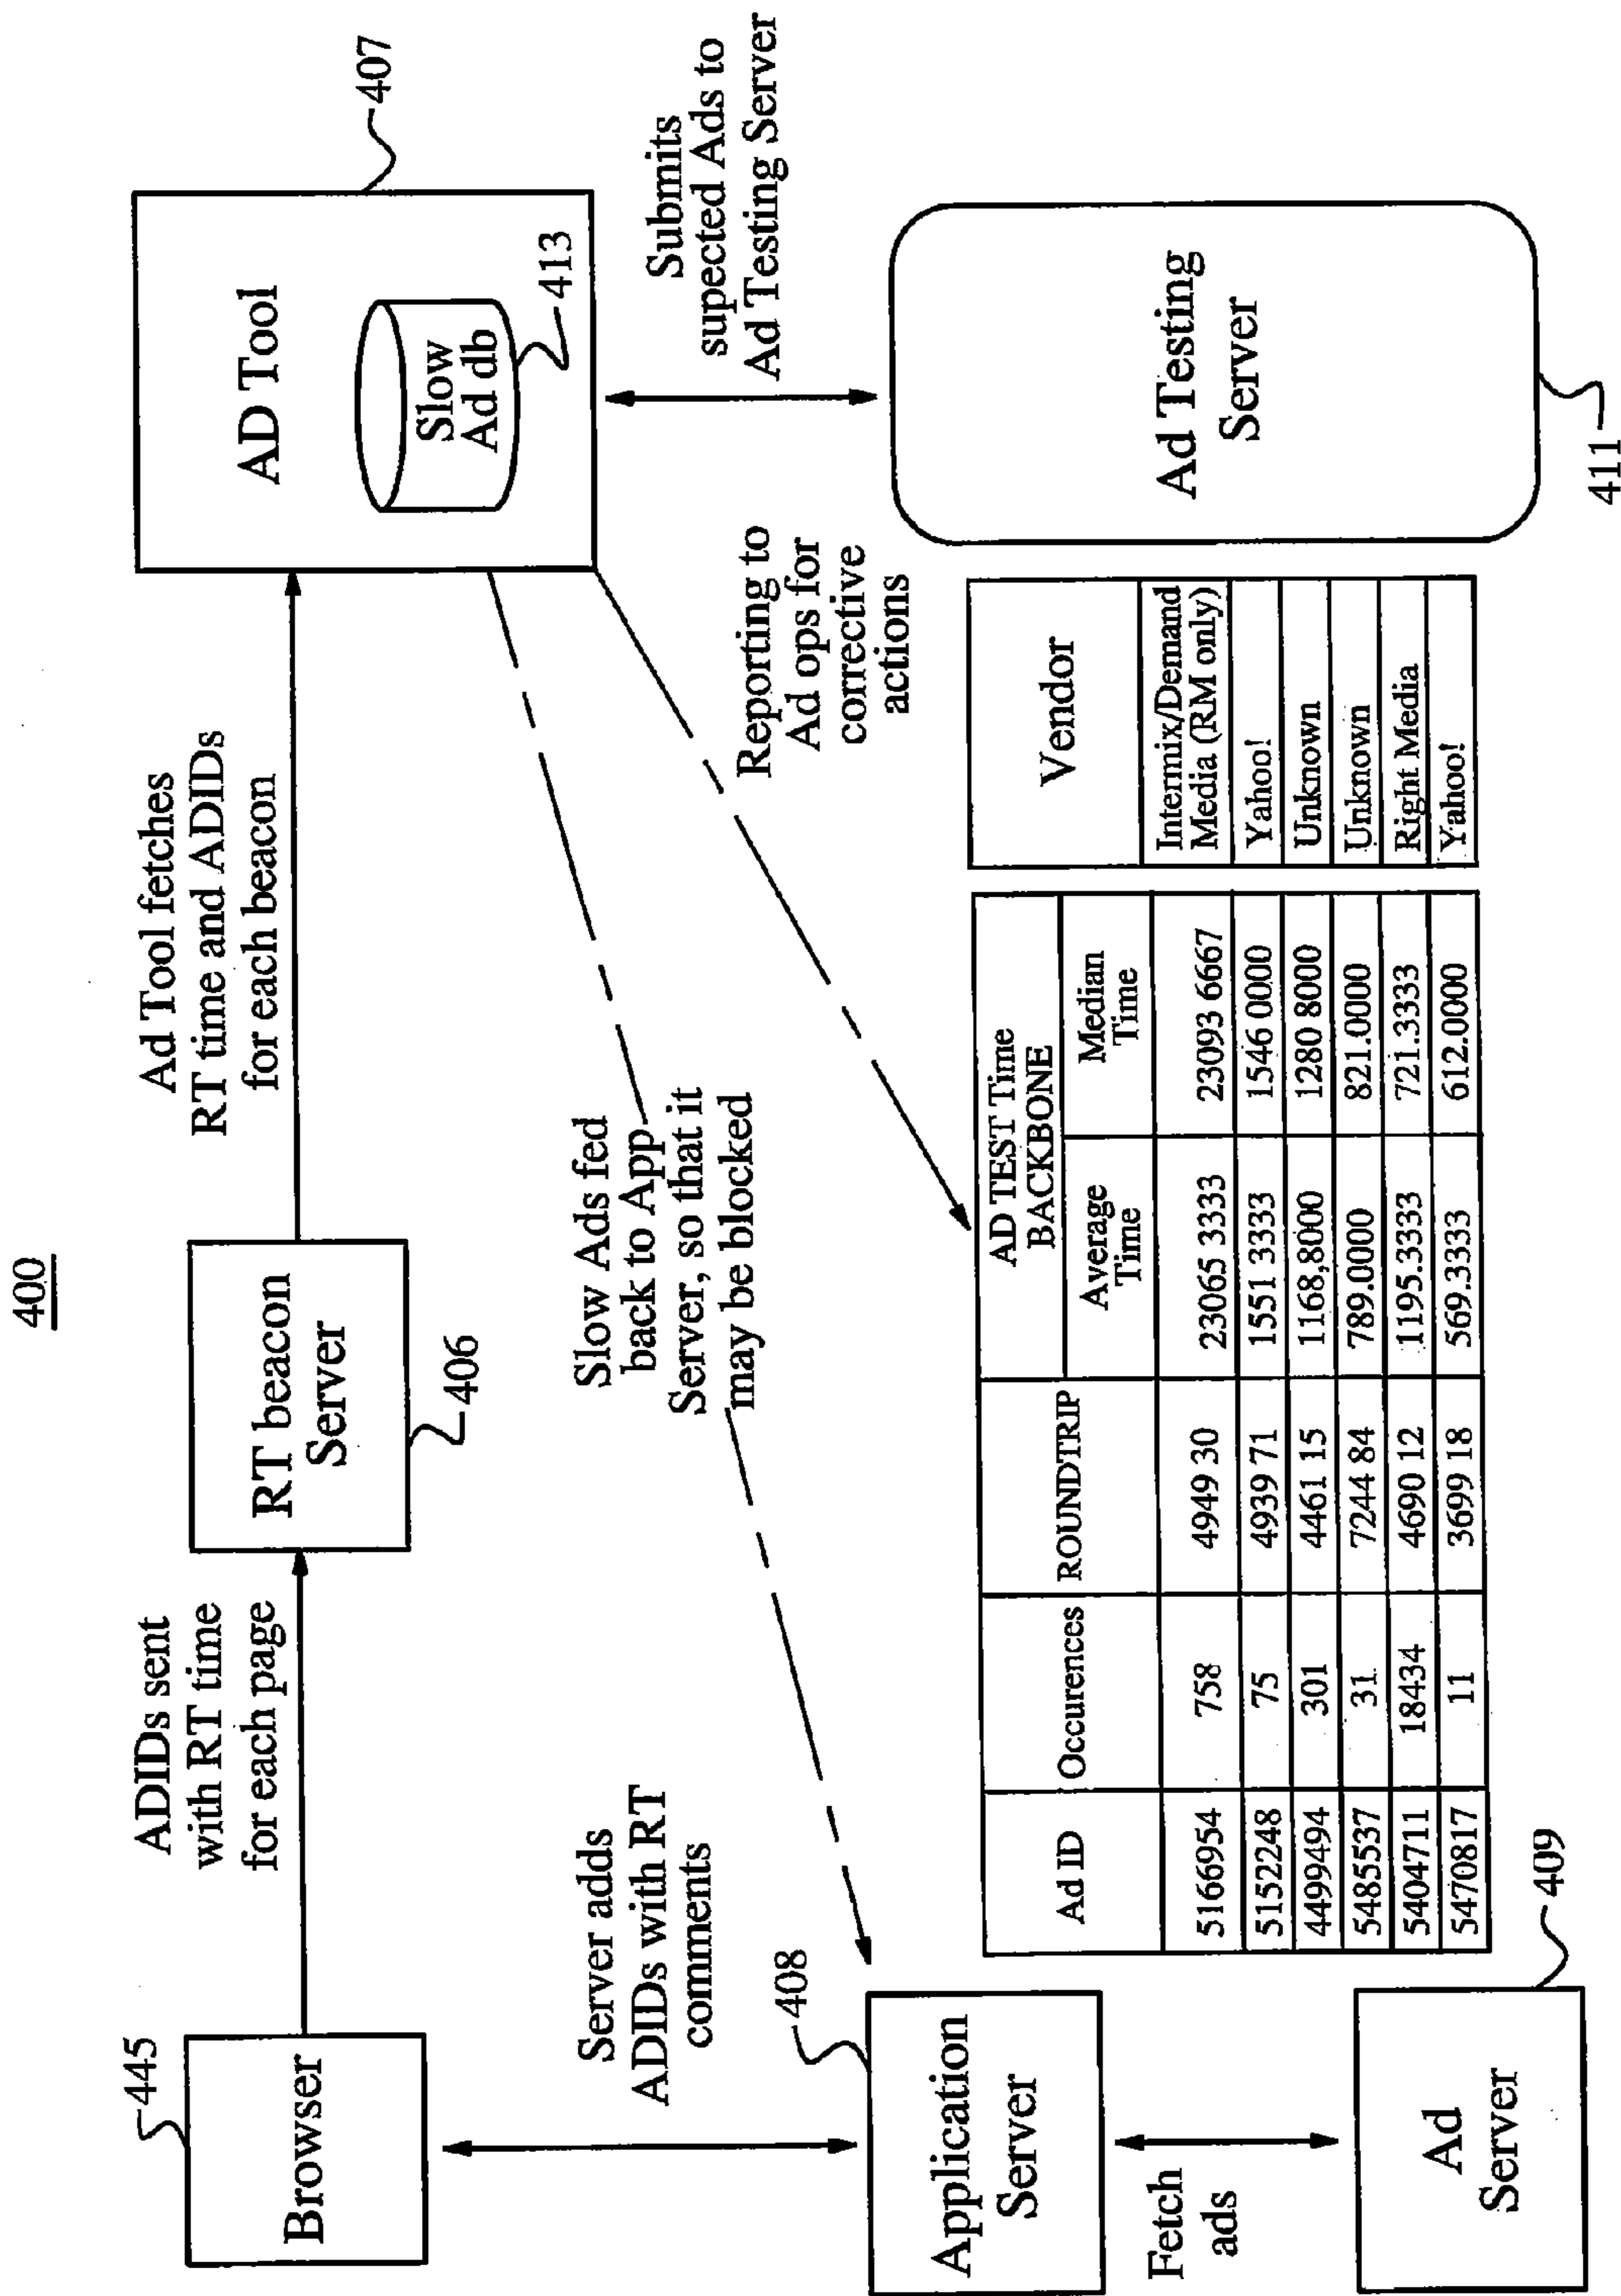 400
445
Browser
ADIDs sent
with RT time
for each page
RT beacon
Server
406
Ad Tool fetches
RT time and ADIDs
for each beacon
AD Tool
Slow
Ad db
413
407
Server adds
ADIDs with RT
comments
Slow Ads fed
back to App
Server, so that it
may be blocked
Reporting to
Ad ops for
corrective
actions
Submits
supected Ads to
Ad Testing Server
408
Application
Server
Fetch
ads
Ad
Server
409
Ad ID Occurences ROUNDTRIP AD TEST Time BACKBONE Vendor
Average Time Median Time
5166954 758 4949 30 23065 3333 23093 6667 Intermix/Demand Media (RM only)
5152248 75 4939 71 1551 3333 1546 0000 Yahoo!
4499494 301 4461 15 1168,8000 1280 8000 Unknown
5485537 31 7244 84 789.0000 821.0000 Unknown
5404711 18434 4690 12 1195.3333 721.3333 Right Media
5470817 11 3699 18 569.3333 612.0000 Yahoo!
Ad Testing
Server
411